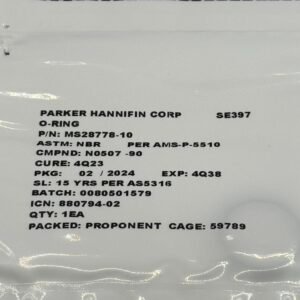 PARKER HANNIFIN CORP SE397
O-RING
P/N: MS28778-10
ASTM: NBR PER AMS-P-5510
CMPND: N0507 -90
CURE: 4Q23
PKG: 02 / 2024 EXP: 4Q38
SL: 15 YRS PER AS5316
BATCH: 0080501579
ICN: 880794-02
QTY: 1EA
PACKED: PROPONENT CAGE: 59789